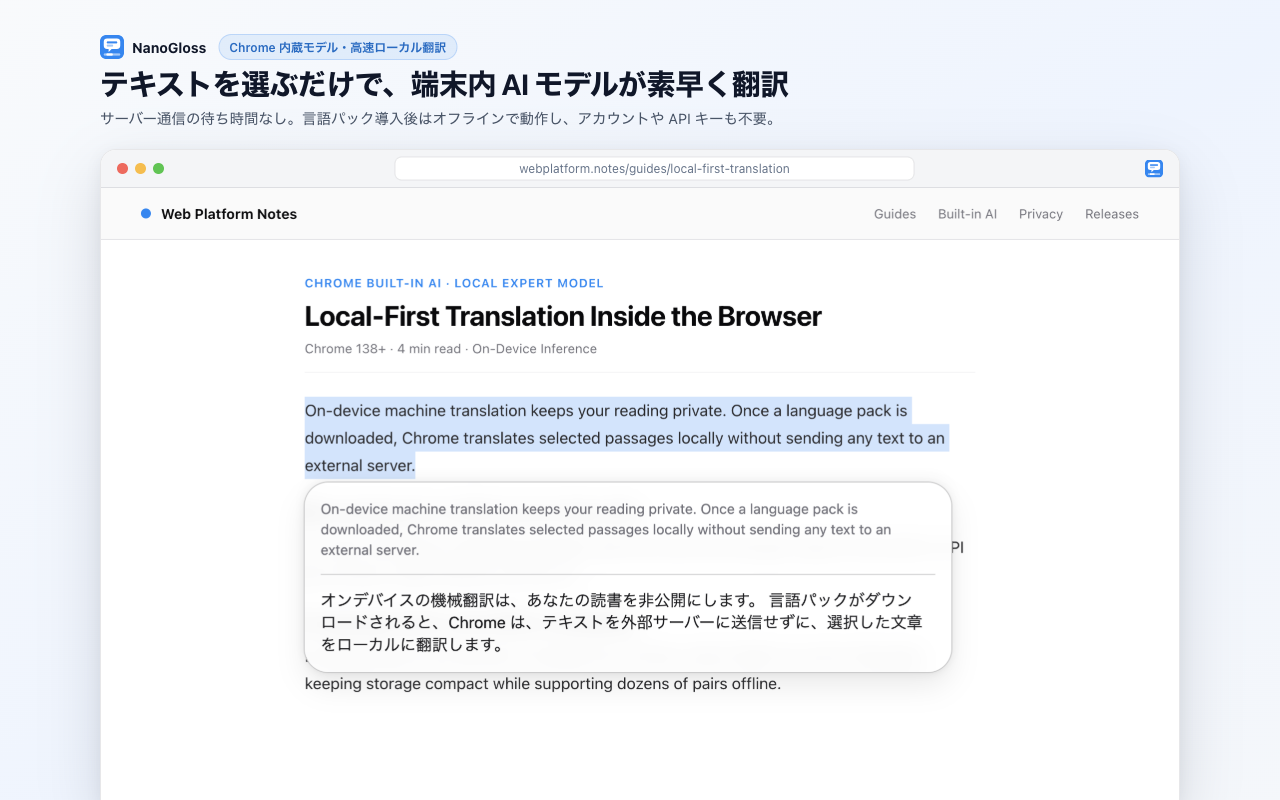 NanoGloss
Chrome 内蔵モデル・高速ローカル翻訳
テキストを選ぶだけで、端末内 AI モデルが素早く翻訳
サーバー通信の待ち時間なし。言語パック導入後はオフラインで動作し、アカウントや API キーも不要。
webplatform.notes/guides/local-first-translation
Web Platform Notes
Guides
Built-in AI
Privacy
Releases
CHROME BUILT-IN AI · LOCAL EXPERT MODEL
Local-First Translation Inside the Browser
Chrome 138+ · 4 min read · On-Device Inference
On-device machine translation keeps your reading private. Once a language pack is
downloaded, Chrome translates selected passages locally without sending any text to an
external server.
On-device machine translation keeps your reading private. Once a language pack is
downloaded, Chrome translates selected passages locally without sending any text to an
external server.
オンデバイスの機械翻訳は、あなたの読書を非公開にします。 言語パックがダウン
ロードされると、Chrome は、テキストを外部サーバーに送信せずに、選択した文章
をローカルに翻訳します。
keeping storage compact while supporting dozens of pairs offline.